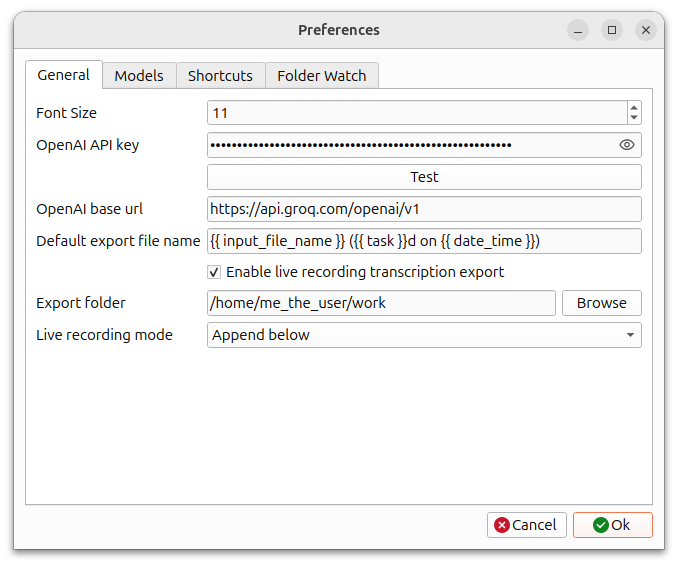 Preferences
General Models Shortcuts Folder Watch
Font Size 11
OpenAI API key ••••••••••••••••••••••••••••••••••••••••••••••••••••••••
Test
OpenAI base url https://api.groq.com/openai/v1
Default export file name {{ input_file_name }} ({{ task }}d on {{ date_time }})
Enable live recording transcription export
Export folder /home/me_the_user/work Browse
Live recording mode Append below
Cancel Ok